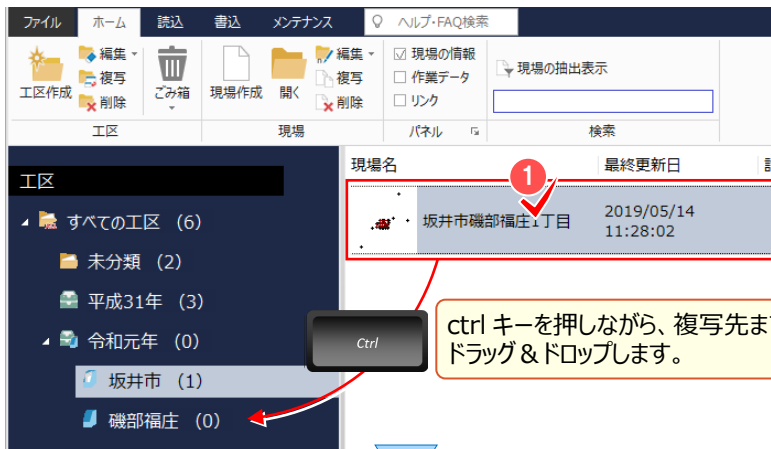 ファイル ホーム 読込 書込 メンテナンス ヘルプ・FAQ検索
工区作成 編集 複写 削除 ごみ箱 現場作成 開く 編集 複写 削除
現場の情報
作業データ
リンク
現場の抽出表示
工区 現場 パネル 検索
工区
すべての工区 (6)
未分類 (2)
平成31年 (3)
令和元年 (0)
坂井市 (1)
磯部福庄 (0)
現場名 最終更新日
1
坂井市磯部福庄1丁目 2019/05/14
11:28:02
Ctrl
ctrl キーを押しながら、複写先ま
ドラッグ＆ドロップします。